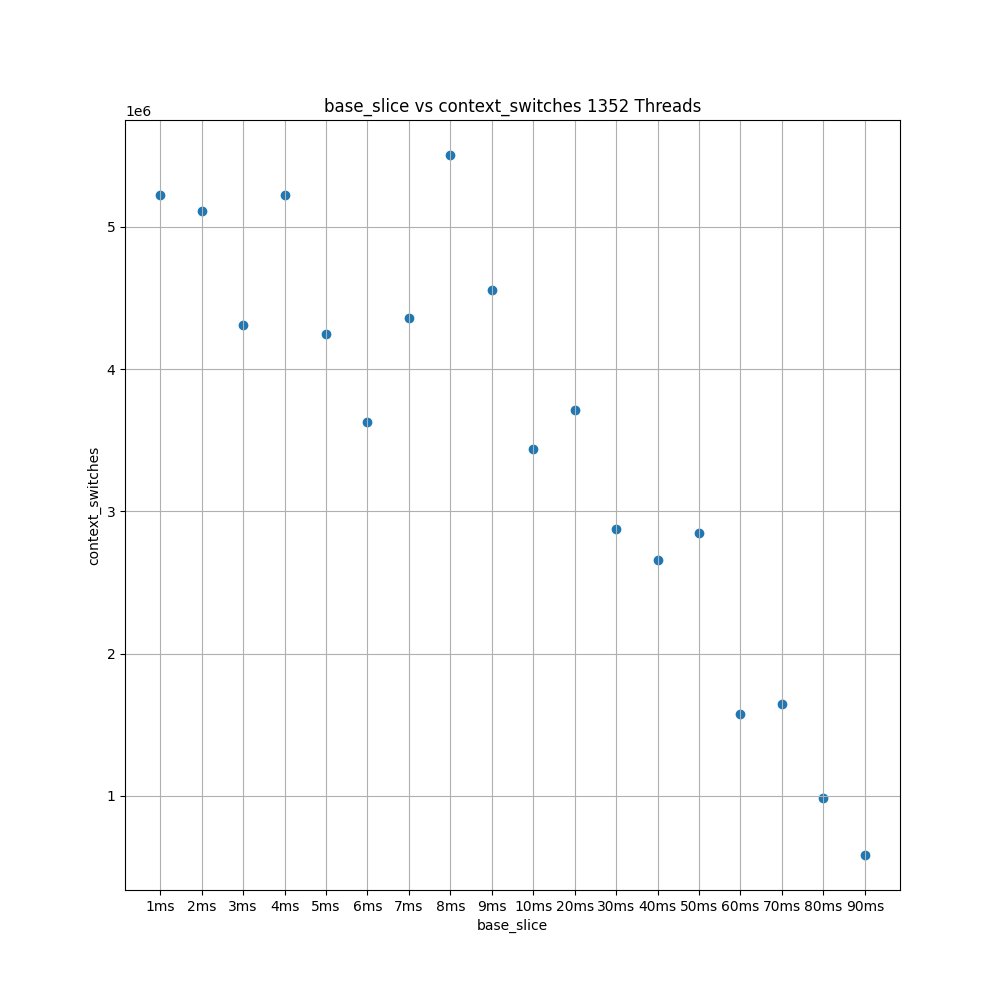 base_slice vs context_switches 1352 Threads
1e6
5
4
3
2
1
context_switches
1ms 2ms 3ms 4ms 5ms 6ms 7ms 8ms 9ms 10ms 20ms 30ms 40ms 50ms 60ms 70ms 80ms 90ms
base_slice